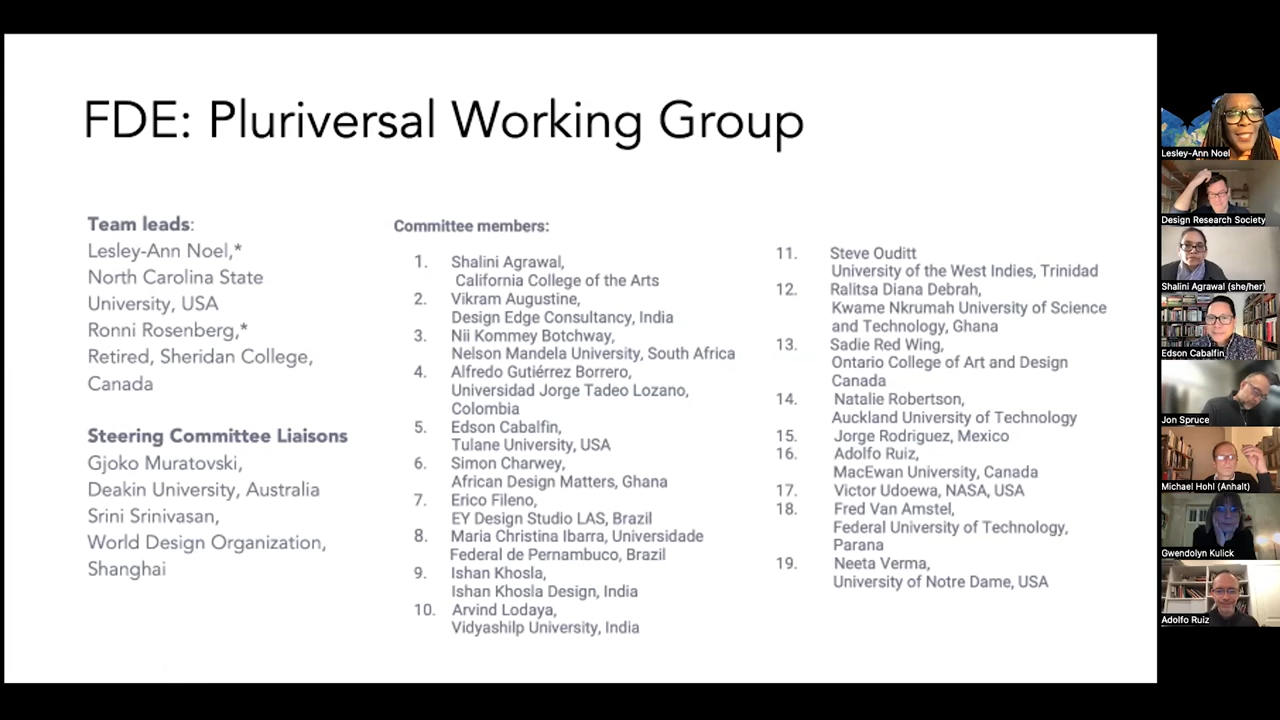 FDE: Pluriversal Working Group
Team leads:
Lesley-Ann Noel,*
North Carolina State
University, USA
Ronni Rosenberg,*
Retired, Sheridan College,
Canada
Steering Committee Liaisons
Gjoko Muratovski,
Deakin University, Australia
Srini Srinivasan,
World Design Organization,
Shanghai
Committee members:
1. Shalini Agrawal,
California College of the Arts
2. Vikram Augustine,
Design Edge Consultancy, India
3. Nii Kommey Botchway,
Nelson Mandela University, South Africa
4. Alfredo Gutiérrez Borrero,
Universidad Jorge Tadeo Lozano,
Colombia
5. Edson Cabalfin,
Tulane University, USA
6. Simon Charwey,
African Design Matters, Ghana
7. Erico Fileno,
EY Design Studio LAS, Brazil
8. Maria Christina Ibarra, Universidade
Federal de Pernambuco, Brazil
9. Ishan Khosla,
Ishan Khosla Design, India
10. Arvind Lodaya,
Vidyashilp University, India
11. Steve Ouditt
University of the West Indies, Trinidad
12. Ralitsa Diana Debrah,
Kwame Nkrumah University of Science
and Technology, Ghana
13. Sadie Red Wing,
Ontario College of Art and Design
Canada
14. Natalie Robertson,
Auckland University of Technology
15. Jorge Rodriguez, Mexico
16. Adolfo Ruiz,
MacEwan University, Canada
17. Victor Udoewa, NASA, USA
18. Fred Van Amstel,
Federal University of Technology,
Parana
19. Neeta Verma,
University of Notre Dame, USA
Lesley-Ann Noel
Design Research Society
Shalini Agrawal (she/her)
Edson Cabalfin
Jon Spruce
Michael Hohl (Anhalt)
Gwendolyn Kulick
Adolfo Ruiz